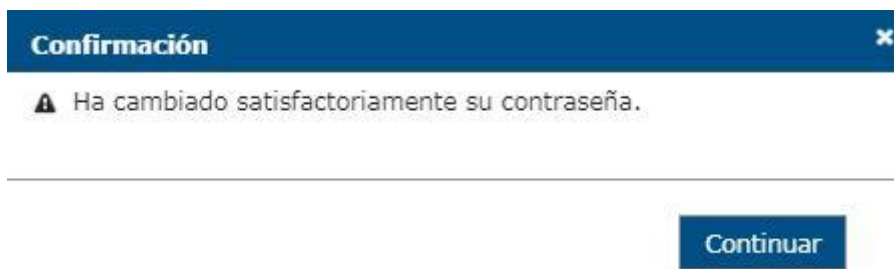 Confirmación
Ha cambiado satisfactoriamente su contraseña.
Continuar